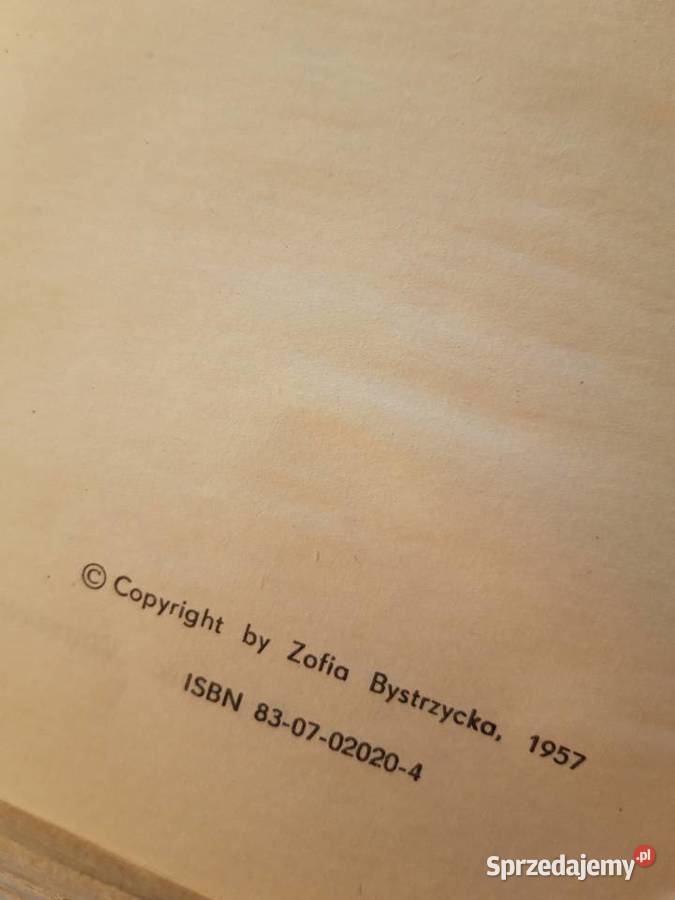 © Copyright by Zofia Bystrzycka, 1957
ISBN 83-07-02020-4
Sprzedajemy.pl